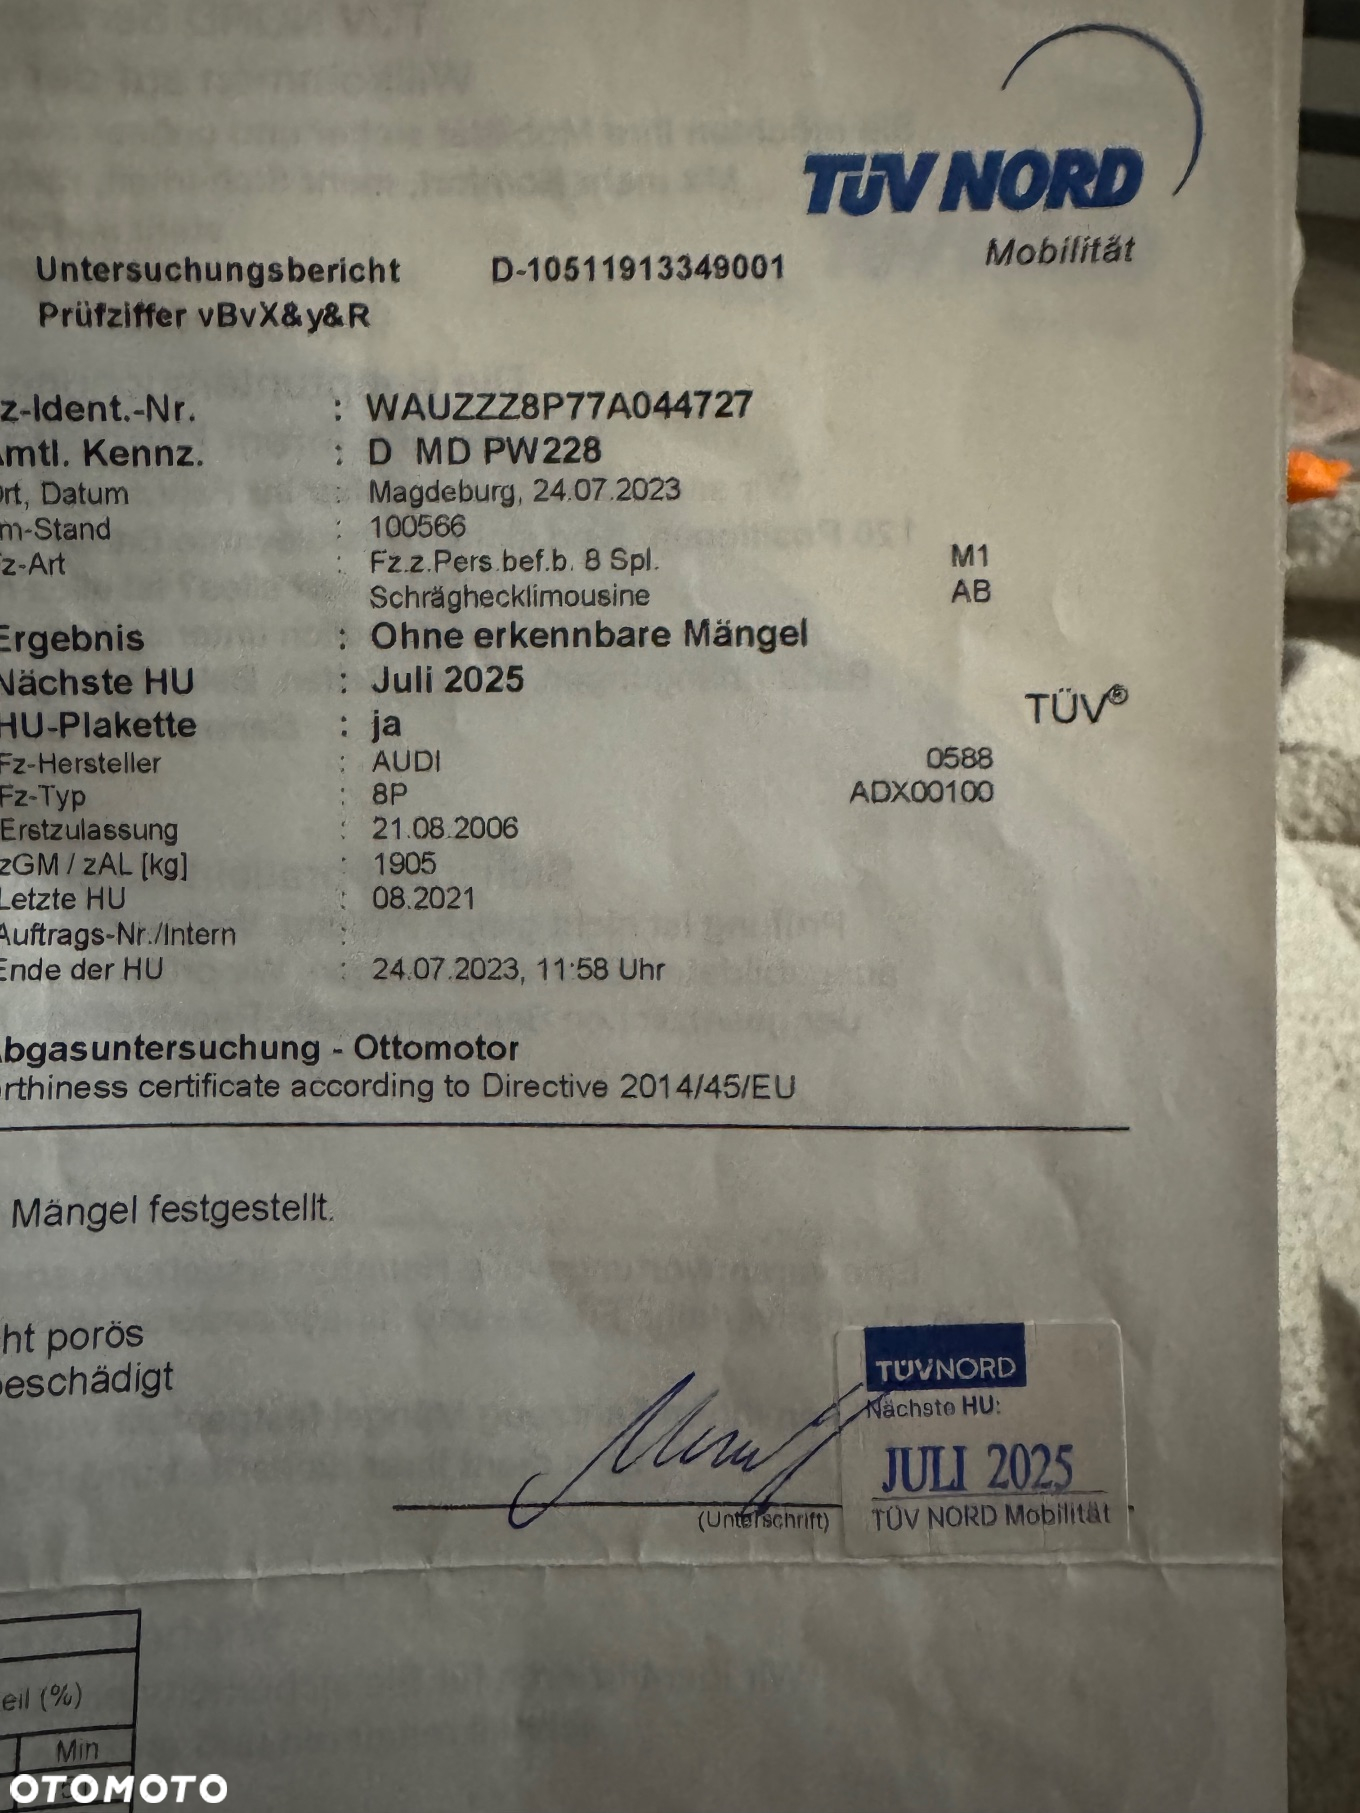 TÜV NORD
Mobilität
Untersuchungsbericht D-10511913349001
Prüfziffer vBvX&y&R
z-Ident.-Nr. : WAUZZZ8P77A044727
mtl. Kennz. : D MD PW228
rt, Datum : Magdeburg, 24.07.2023
m-Stand : 100566
z-Art : Fz.z.Pers.bef.b. 8 Spl. M1
Schräghecklimousine AB
Ergebnis : Ohne erkennbare Mängel
Nächste HU : Juli 2025
TÜV®
HU-Plakette : ja
Fz-Hersteller : AUDI 0588
Fz-Typ : 8P ADX00100
Erstzulassung : 21.08.2006
zGM / zAL [kg] : 1905
Letzte HU : 08.2021
Auftrags-Nr./Intern :
Ende der HU : 24.07.2023, 11:58 Uhr
bgasuntersuchung - Ottomotor
rthiness certificate according to Directive 2014/45/EU
Mängel festgestellt.
ht porös
eschädigt
TÜVNORD
Nächste HU:
JULI 2025
(Unterschrift) TÜV NORD Mobilität
eil (%)
Min
OTOMOTO